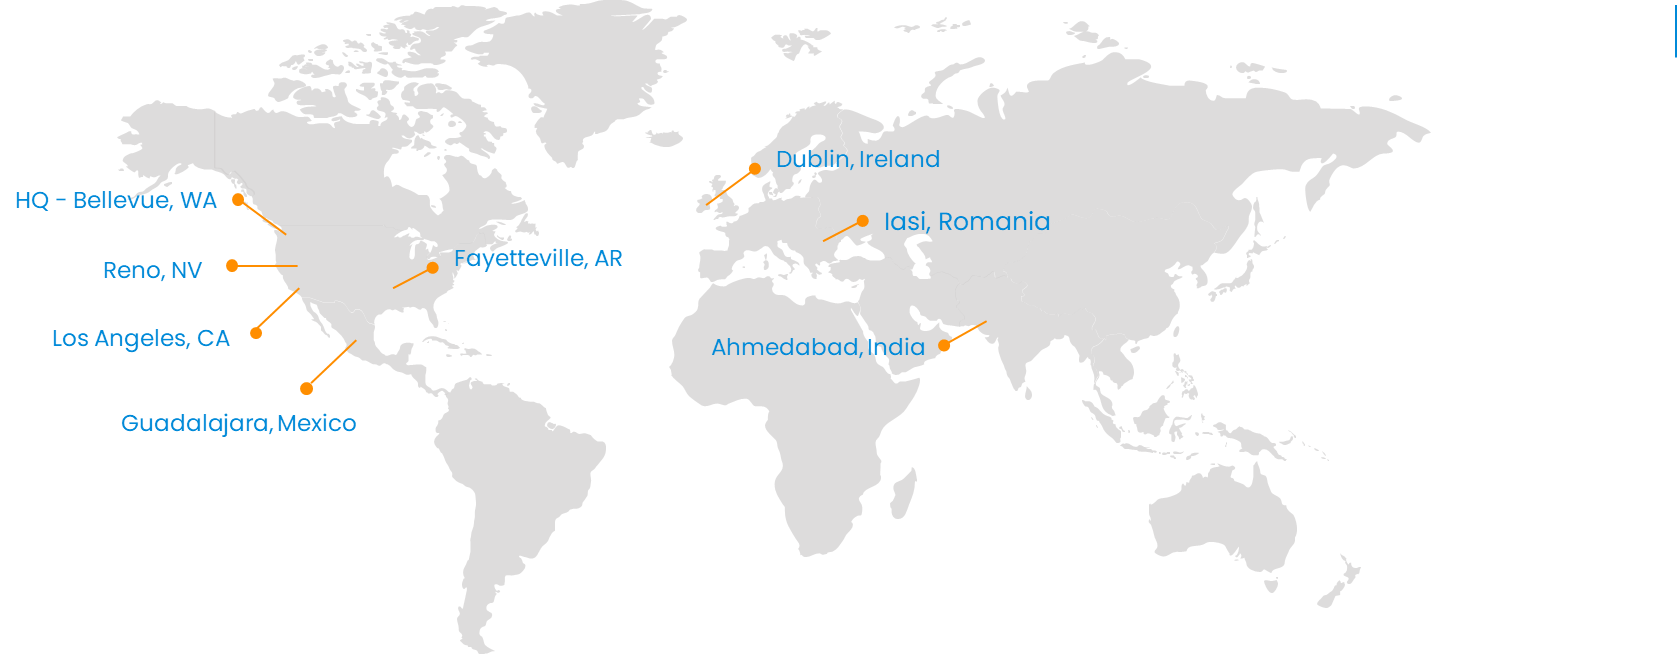 Dublin, Ireland
HQ - Bellevue, WA
Iasi, Romania
Fayetteville, AR
Reno, NV
Los Angeles, CA
Ahmedabad, India
Guadalajara, Mexico